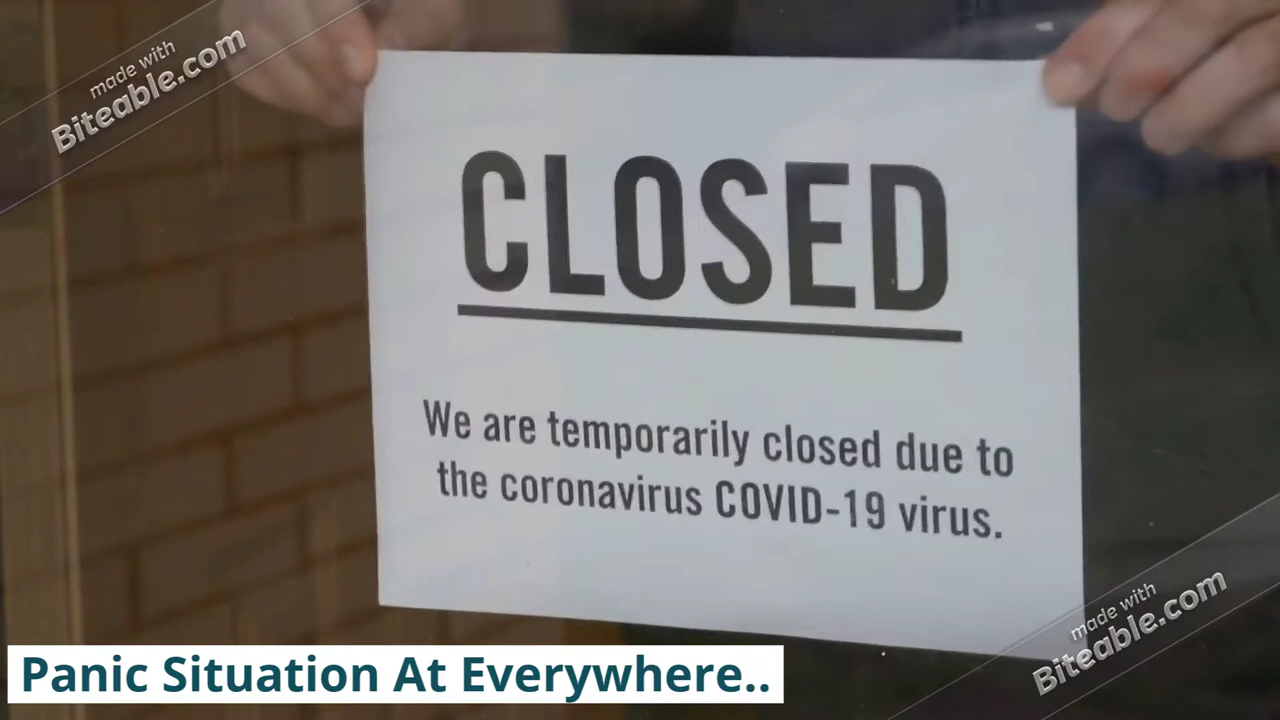 made with
Biteable.com
CLOSED
We are temporarily closed due to
the coronavirus COVID-19 virus.
made with
Biteable.com
Panic Situation At Everywhere..